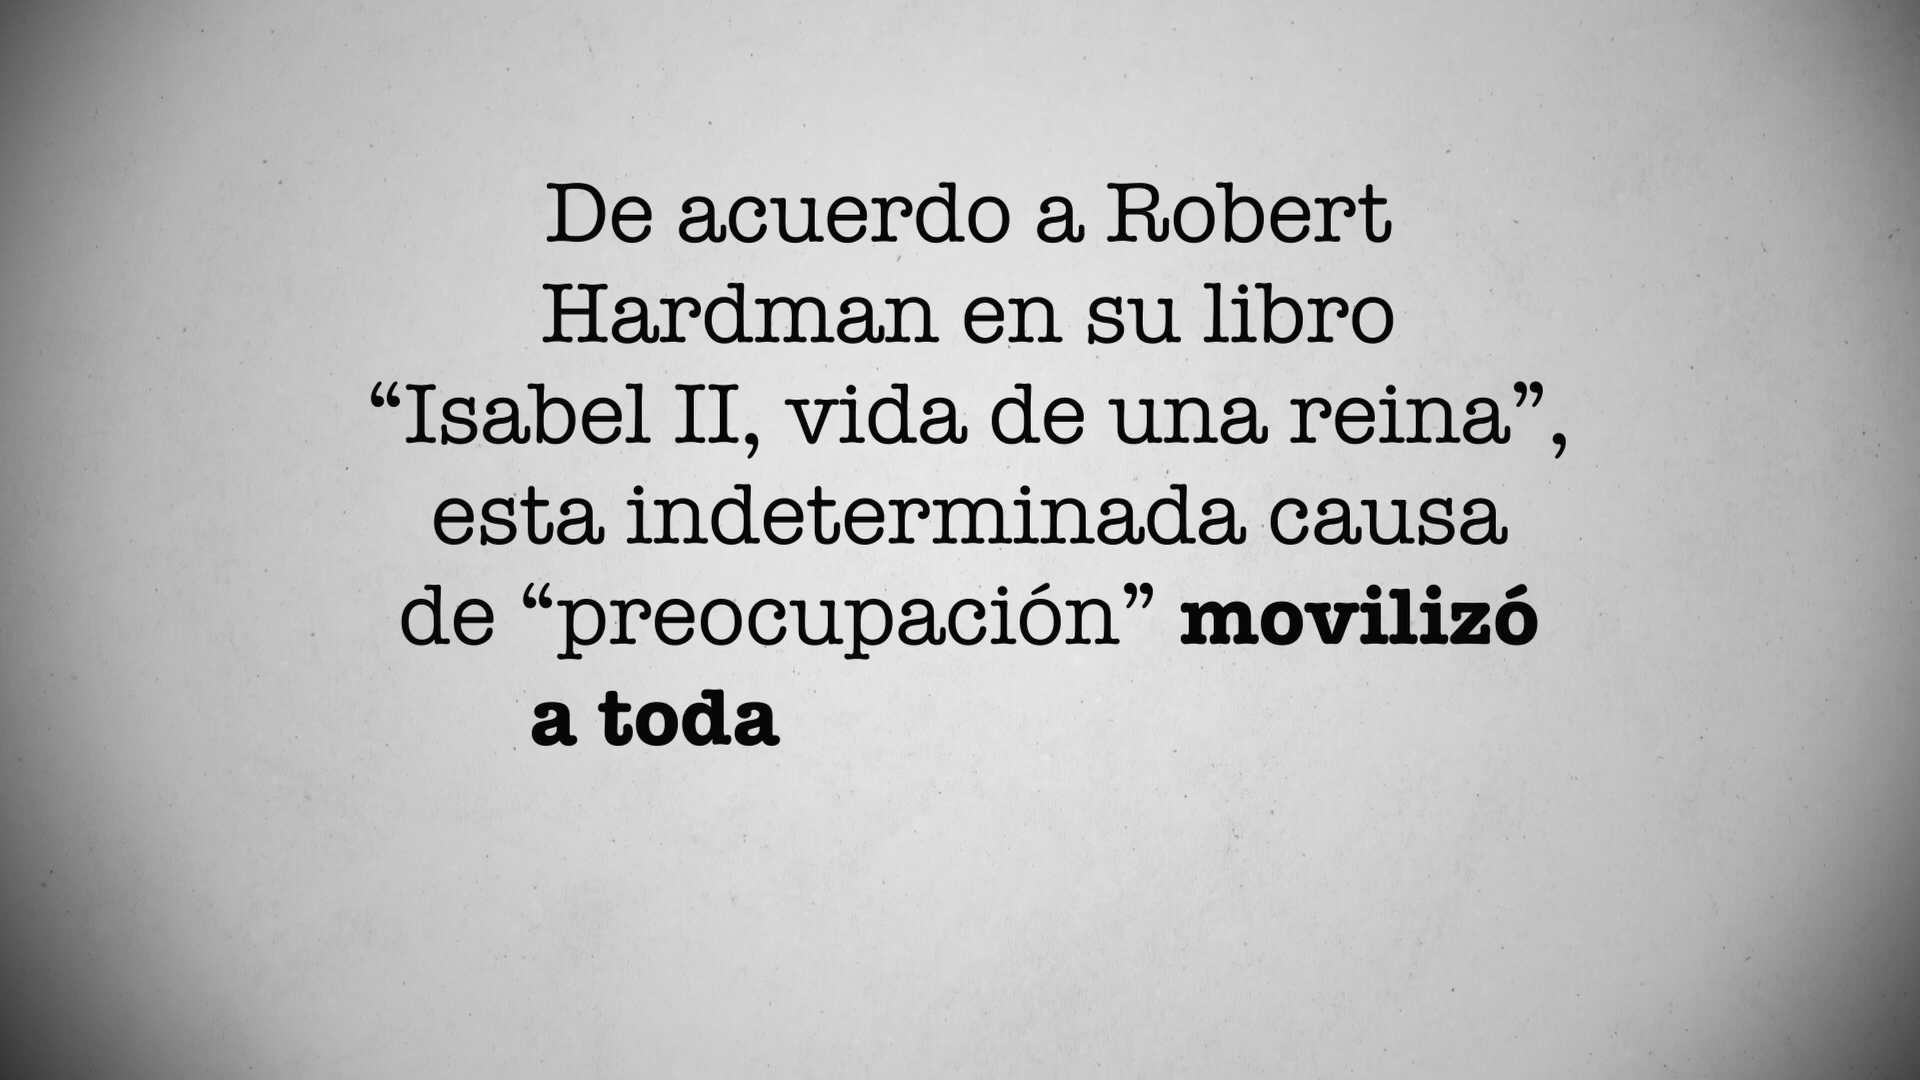 De acuerdo a Robert
Hardman en su libro
“Isabel II, vida de una reina”,
esta indeterminada causa
de “preocupación” movilizó
a toda